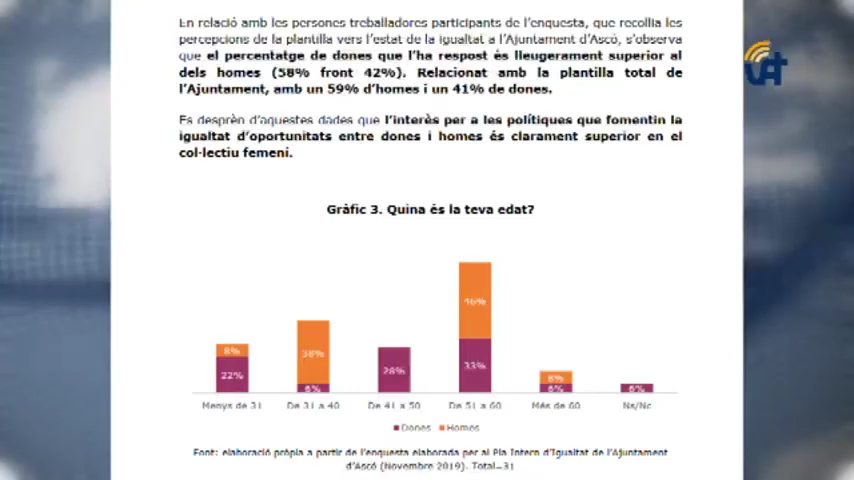 En relació amb les persones treballadores participants de l'enquesta, que recollia les
percepcions de la plantilla vers l'estat de la igualtat a l'Ajuntament d'Ascó, s'observa
que el percentatge de dones que l'ha respost és lleugerament superior al
dels homes (58% front 42%). Relacionat amb la plantilla total de
l'Ajuntament, amb un 59% d'homes i un 41% de dones.
Es desprèn d'aquestes dades que l'interès per a les polítiques que fomentin la
igualtat d'oportunitats entre dones i homes és clarament superior en el
col·lectiu femení.
Gràfic 3. Quina és la teva edat?
46%
8% 38% 33%
22% 6% 28% 8%
6% 6%
Menys de 31 De 31 a 40 De 41 a 50 De 51 a 60 Més de 60 Ns/Nc
Dones Homes
Font: elaboració pròpia a partir de l'enquesta elaborada per al Pla Intern d'Igualtat de l'Ajuntament
d'Ascó (Novembre 2019). Total=31